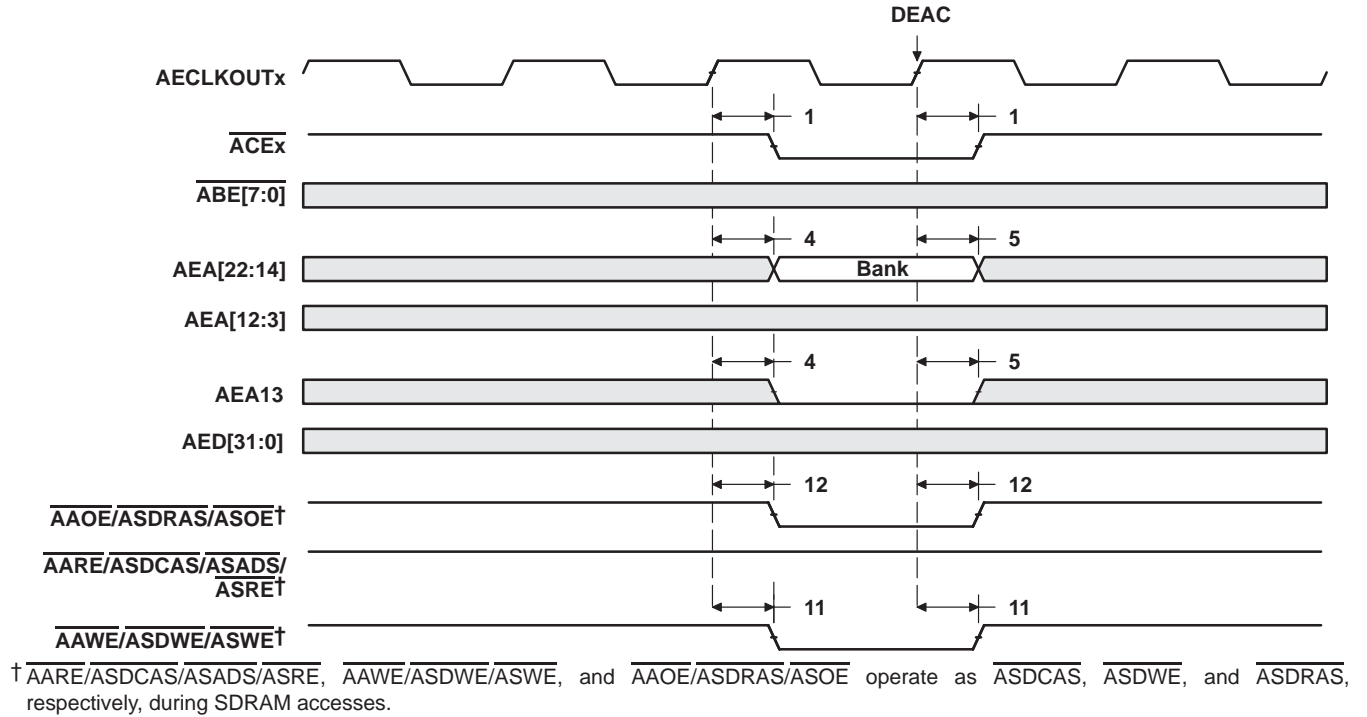 DEAC
AECLKOUTx
1 1
ACEx
ABE[7:0]
4 5
AEA[22:14] Bank
AEA[12:3]
4 5
AEA13
AED[31:0]
12 12
AAOE/ASDRAS/ASOE†
AARE/ASDCAS/ASADS/
ASRE†
11 11
AAWE/ASDWE/ASWE†
† AARE/ASDCAS/ASADS/ASRE, AAWE/ASDWE/ASWE, and AAOE/ASDRAS/ASOE operate as ASDCAS, ASDWE, and ASDRAS,
respectively, during SDRAM accesses.